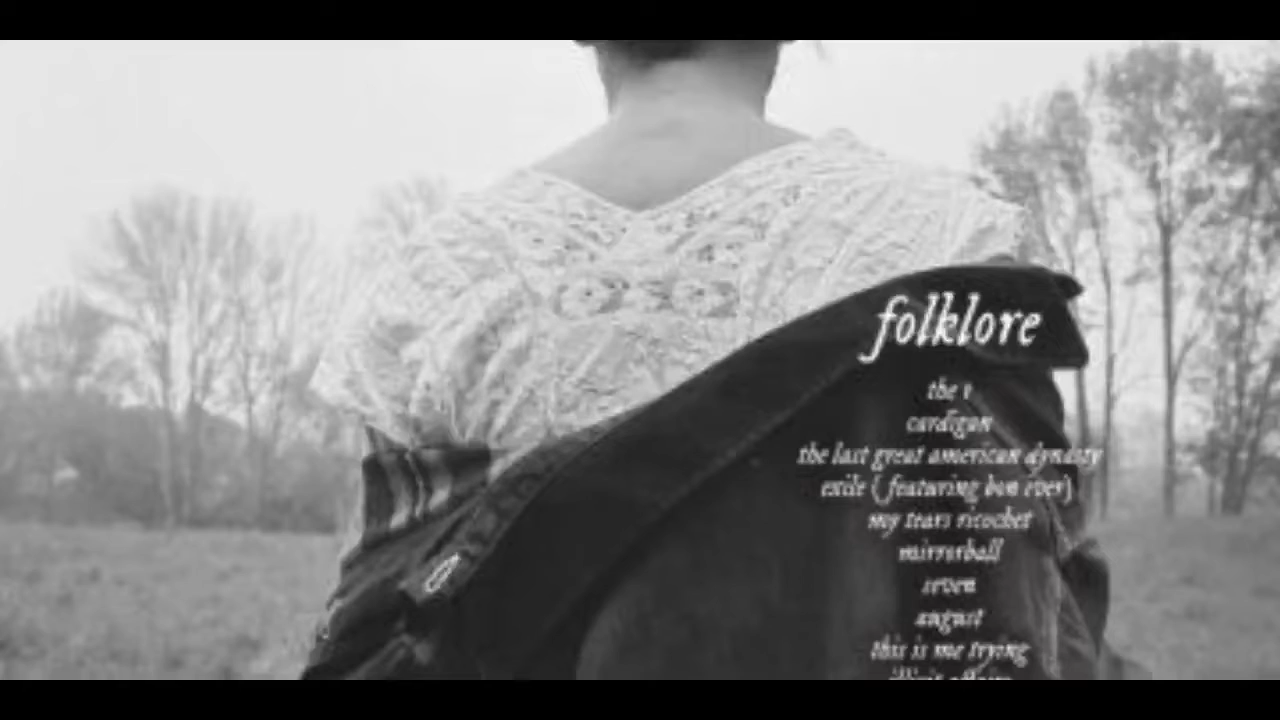 folklore
the 1
cardigan
the last great american dynasty
exile (featuring bon iver)
my tears ricochet
mirrorball
seven
august
this is me trying